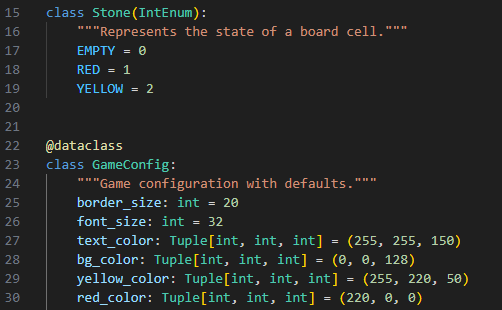 15 class Stone(IntEnum):
16     """Represents the state of a board cell."""
17     EMPTY = 0
18     RED = 1
19     YELLOW = 2
20
21
22 @dataclass
23 class GameConfig:
24     """Game configuration with defaults."""
25     border_size: int = 20
26     font_size: int = 32
27     text_color: Tuple[int, int, int] = (255, 255, 150)
28     bg_color: Tuple[int, int, int] = (0, 0, 128)
29     yellow_color: Tuple[int, int, int] = (255, 220, 50)
30     red_color: Tuple[int, int, int] = (220, 0, 0)